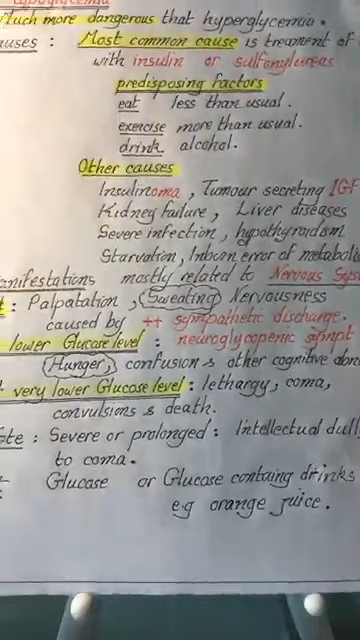 Much more dangerous that hyperglycemia.
auses : Most common cause is treament of
with insulin or sulfonylureas
predisposing factors
eat less than usual.
exercise more than usual.
drink alcohol.
Other causes
Insulinoma, Tumour secreting IGF
Kidney failure, Liver diseases
Severe infection, hypothyroidism
Starvation, Inborn error of metabolis
anifestations mostly related to Nervous Sys
: Palpatation, Sweating, Nervousness
caused by ++ sympathetic discharge.
lower Glucose level : neuroglycopenic sympt
Hunger, confusion & other cognitive
very lower Glucose level : lethargy, coma,
convulsions & death.
: Severe or prolonged : Intellectual dull
to coma.
Glucose or Glucose containg drinks
e.g orange juice.